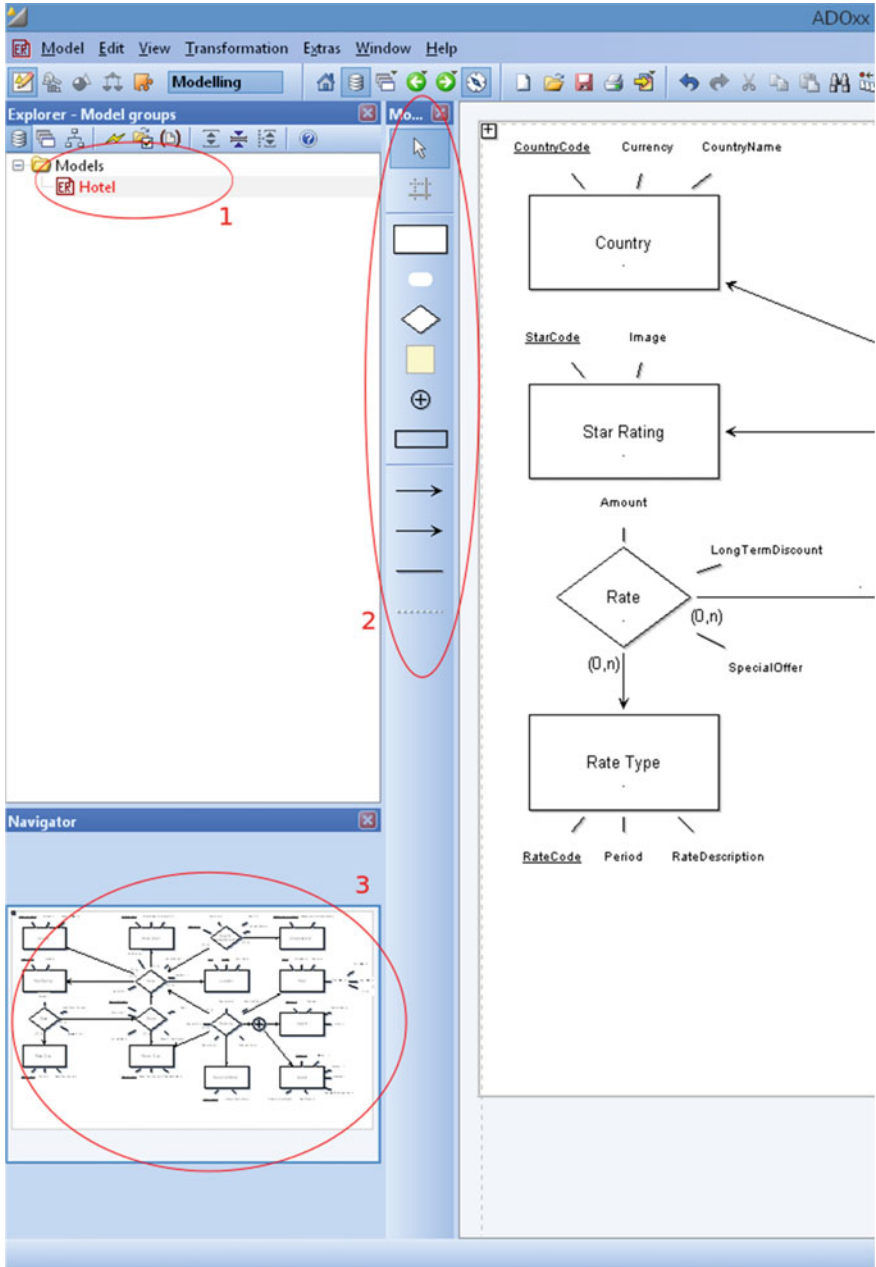 ADOxx
Model Edit View Transformation Extras Window Help
Modelling
Explorer - Model groups
Mo...
Models
Hotel
1
2
CountryCode Currency CountryName
Country
StarCode Image
Star Rating
Amount
LongTermDiscount
Rate
(0,n)
(0,n)
SpecialOffer
Rate Type
RateCode Period RateDescription
Navigator
3